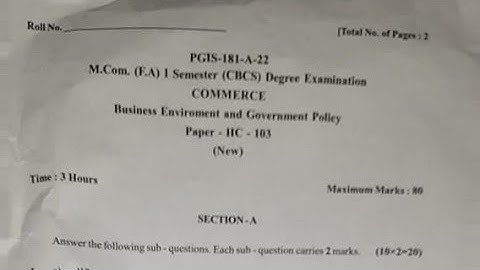 Roll No.
[Total No. of Pages : 2
PGIS-181-A-22
M.Com. (F.A) I Semester (CBCS) Degree Examination
COMMERCE
Business Enviroment and Government Policy
Paper - HC - 103
(New)
Time : 3 Hours
Maximum Marks : 80
SECTION-A
Answer the following sub - questions. Each sub - question carries 2 marks. (10×2=20)